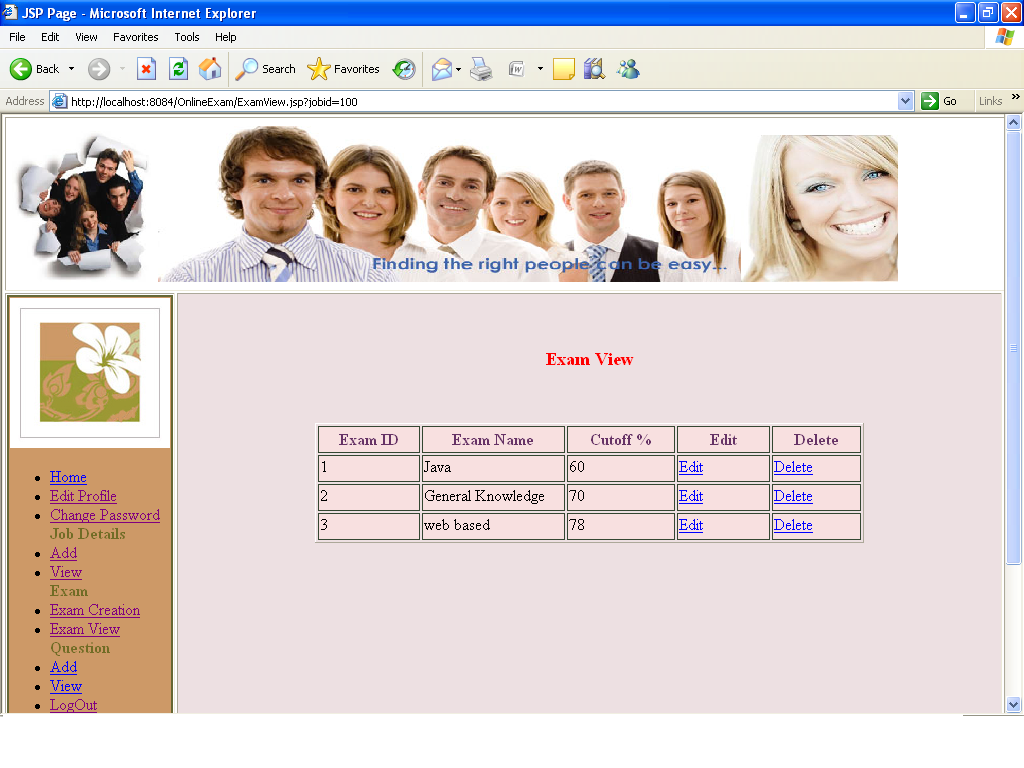 JSP Page - Microsoft Internet Explorer
File Edit View Favorites Tools Help
Back Search Favorites
Address http://localhost:8084/OnlineExam/ExamView.jsp?jobid=100 Go Links »
Finding the right people can be easy...
Exam View
Exam ID Exam Name Cutoff % Edit Delete
1 Java 60 Edit Delete
2 General Knowledge 70 Edit Delete
3 web based 78 Edit Delete
Home
Edit Profile
Change Password
Job Details
Add
View
Exam
Exam Creation
Exam View
Question
Add
View
LogOut